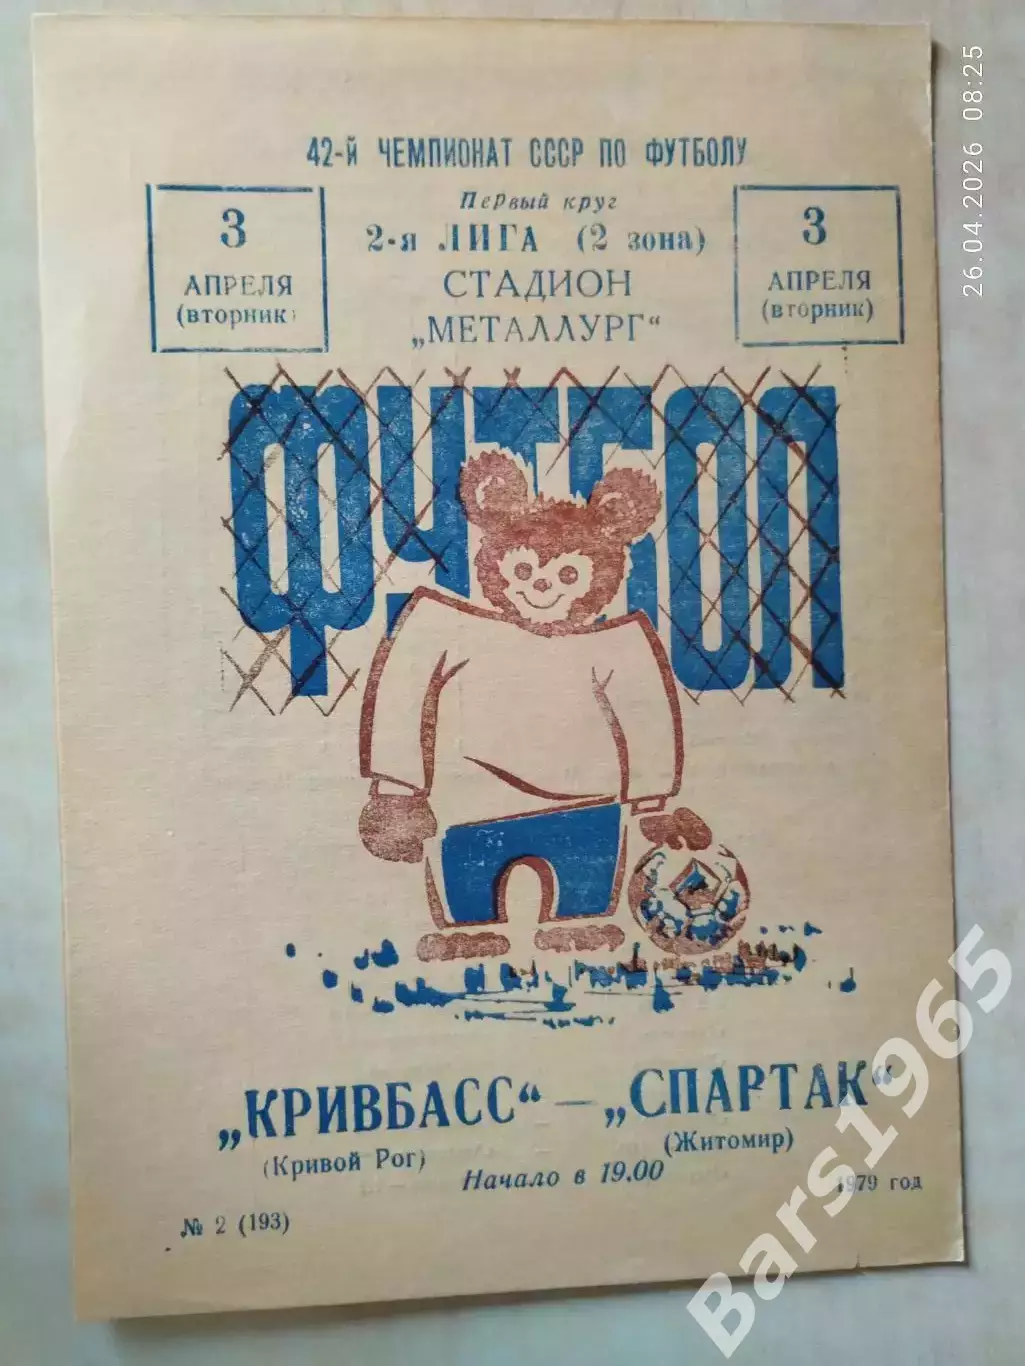 26.04.2026 08:25
42-й ЧЕМПИОНАТ СССР ПО ФУТБОЛУ
Первый круг
2-я ЛИГА (2 зона)
СТАДИОН
„МЕТАЛЛУРГ“
3
АПРЕЛЯ
(вторник)
3
АПРЕЛЯ
(вторник)
ФУТБОЛ
„КРИВБАСС“ — „СПАРТАК“
(Кривой Рог)
(Житомир)
Начало в 19.00
1979 год
№ 2 (193)
Bars1965